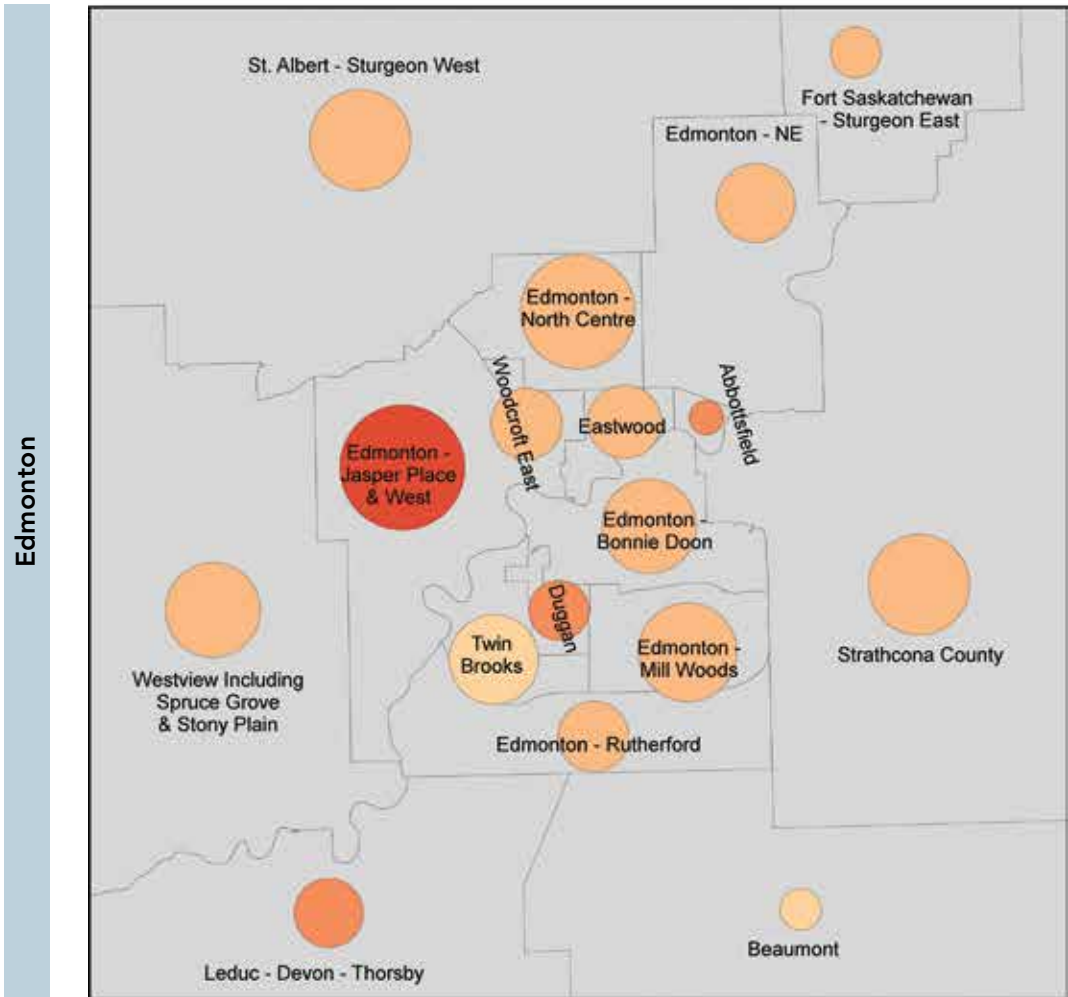 Edmonton
St. Albert - Sturgeon West
Fort Saskatchewan
- Sturgeon East
Edmonton - NE
Edmonton -
North Centre
Woodcroft East
Eastwood
Abbottsfield
Edmonton -
Jasper Place
& West
Edmonton -
Bonnie Doon
Duggan
Twin
Brooks
Edmonton -
Mill Woods
Strathcona County
Westview Including
Spruce Grove
& Stony Plain
Edmonton - Rutherford
Beaumont
Leduc - Devon - Thorsby